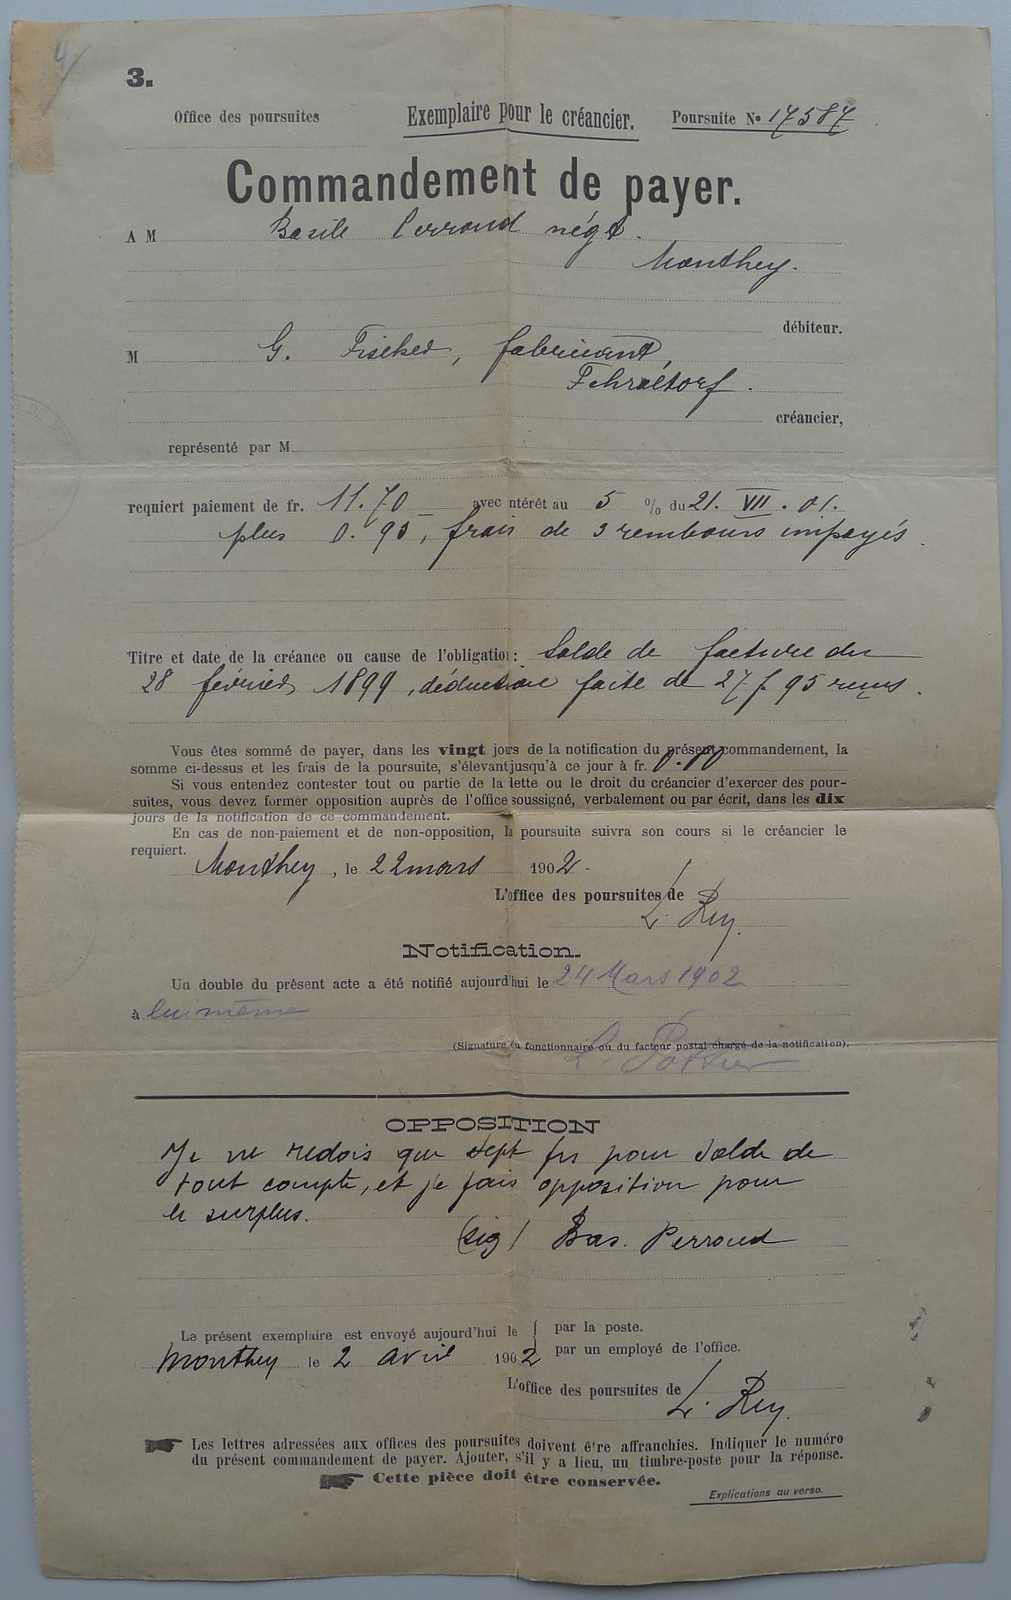 4
3.
Office des poursuites Exemplaire pour le créancier. Poursuite No 17587
Commandement de payer.
A M Basile Perroud négt.
Monthey.
débiteur.
M G. Fischer, fabricant,
Fehraltorf.
créancier,
représenté par M
requiert paiement de fr. 11.70 avec intérêt au 5 % du 21. VII. 01.
plus 0.95, frais de 3 rembours impayés.
Titre et date de la créance ou cause de l'obligation: Solde de facture du
28 février 1899, déduction faite de 27 f. 95 reçus.
Vous êtes sommé de payer, dans les vingt jours de la notification du présent commandement, la
somme ci-dessus et les frais de la poursuite, s'élevant jusqu'à ce jour à fr. 0.70
Si vous entendez contester tout ou partie de la dette ou le droit du créancier d'exercer des pour-
suites, vous devez former opposition auprès de l'office soussigné, verbalement ou par écrit, dans les dix
jours de la notification de ce commandement.
En cas de non-paiement et de non-opposition, la poursuite suivra son cours si le créancier le
requiert.
Monthey, le 22 mars 1902.
L'office des poursuites de
L. Rey.
Notification.
Un double du présent acte a été notifié aujourd'hui le 24 Mars 1902
à lui même
(Signature du fonctionnaire ou du facteur postal chargé de la notification).
OPPOSITION
Je ne redois que sept frs pour solde de
tout compte, et je fais opposition pour
le surplus.
(sig) Bas. Perroud
Le présent exemplaire est envoyé aujourd'hui le { par la poste.
par un employé de l'office.
Monthey le 2 avril 1902
L'office des poursuites de
L. Rey.
Les lettres adressées aux offices des poursuites doivent ê're affranchies. Indiquer le numéro
du présent commandement de payer. Ajouter, s'il y a lieu, un timbre-poste pour la réponse.
Cette pièce doit être conservée.
Explications au verso.